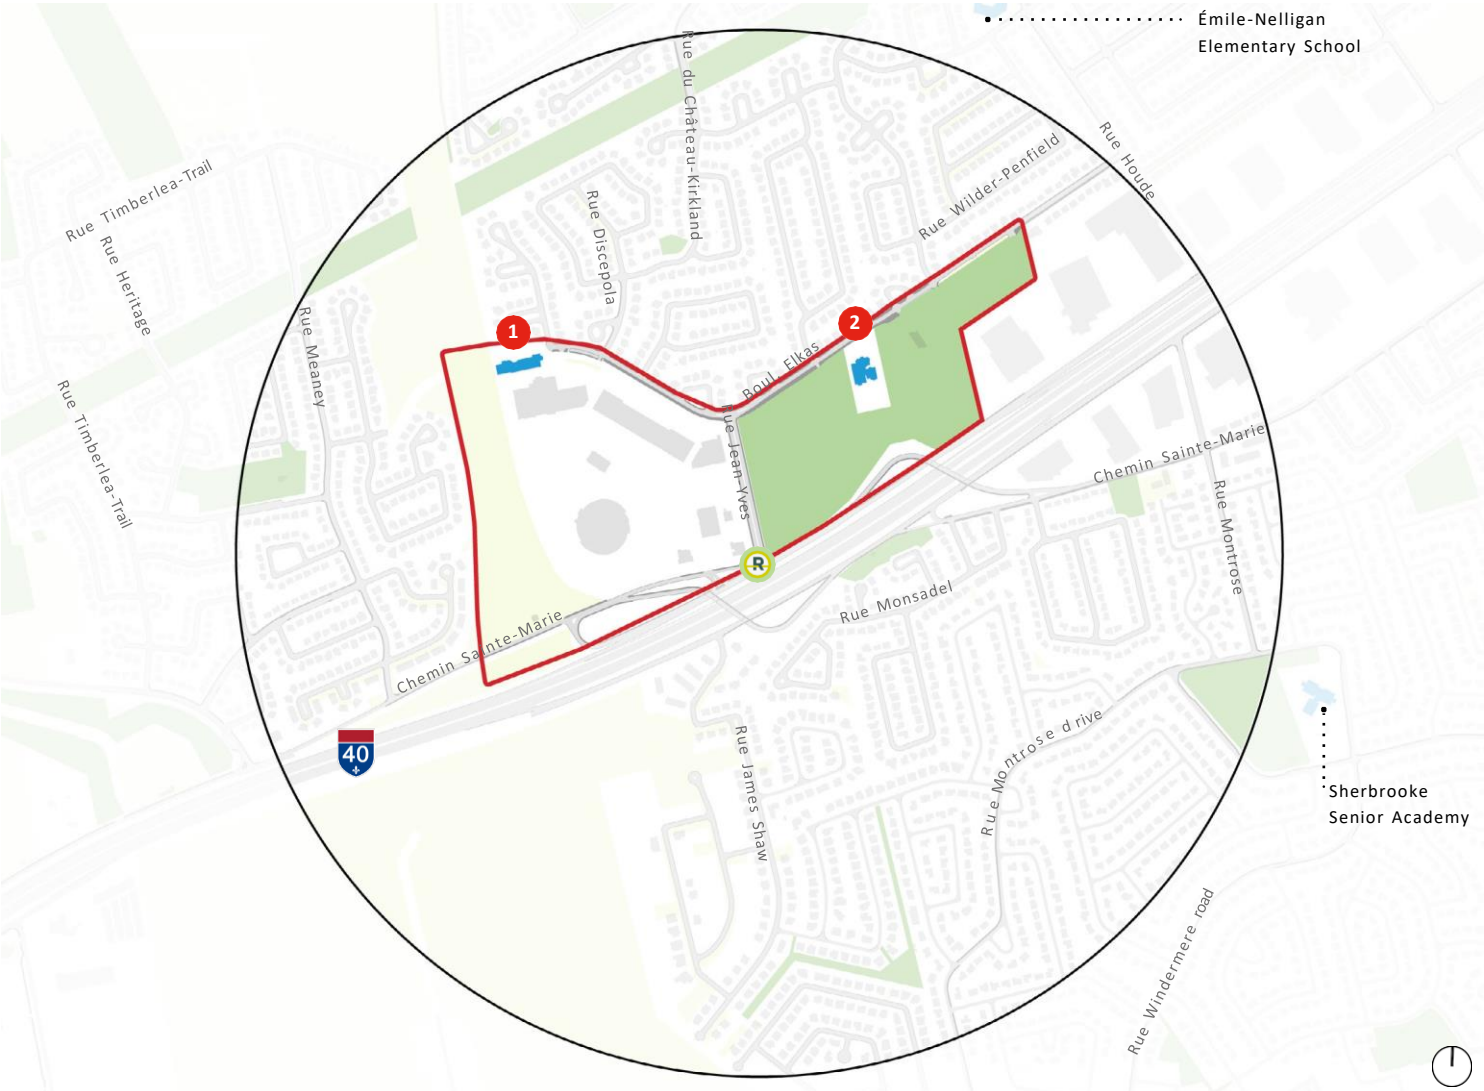 Émile-Nelligan
Elementary School
Rue du Château-Kirkland
Rue Houde
Rue Wilder-Penfield
Rue Timberlea-Trail
Rue Discepola
Rue Heritage
Rue Meaney
1
2
Boul. Elkas
Rue Timberlea-Trail
Rue Jean-Yves
Chemin Sainte-Marie
Rue Montrose
R
Rue Monsadel
Chemin Sainte-Marie
40
Rue James Shaw
Rue Montrose drive
Sherbrooke
Senior Academy
Rue Windermere road